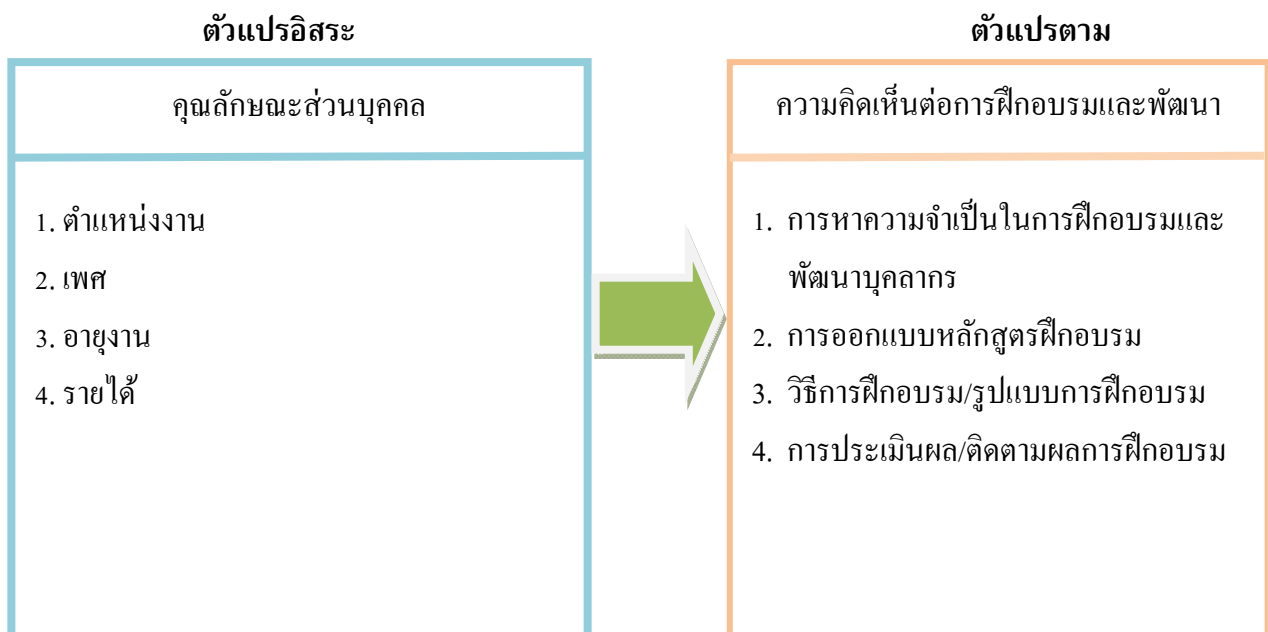 ตัวแปรอิสระ
คุณลักษณะส่วนบุคคล
1. ตำแหน่งงาน
2. เพศ
3. อายุงาน
4. รายได้
ตัวแปรตาม
ความคิดเห็นต่อการฝึกอบรมและพัฒนา
1. การหาความจำเป็นในการฝึกอบรมและ
พัฒนาบุคลากร
2. การออกแบบหลักสูตรฝึกอบรม
3. วิธีการฝึกอบรม/รูปแบบการฝึกอบรม
4. การประเมินผล/ติดตามผลการฝึกอบรม